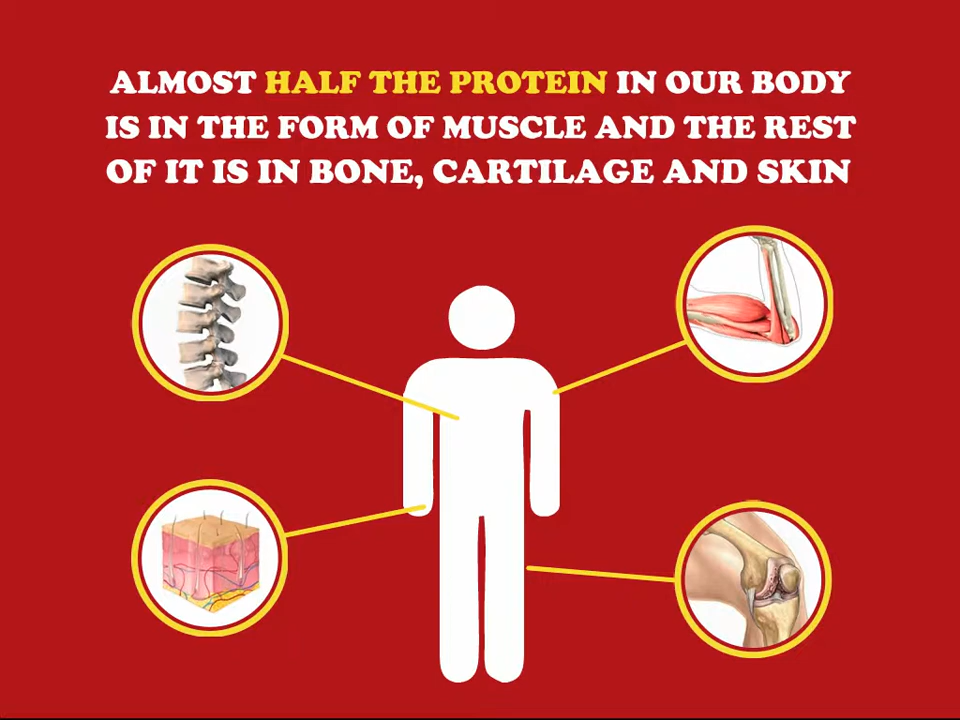 ALMOST HALF THE PROTEIN IN OUR BODY
IS IN THE FORM OF MUSCLE AND THE REST
OF IT IS IN BONE, CARTILAGE AND SKIN